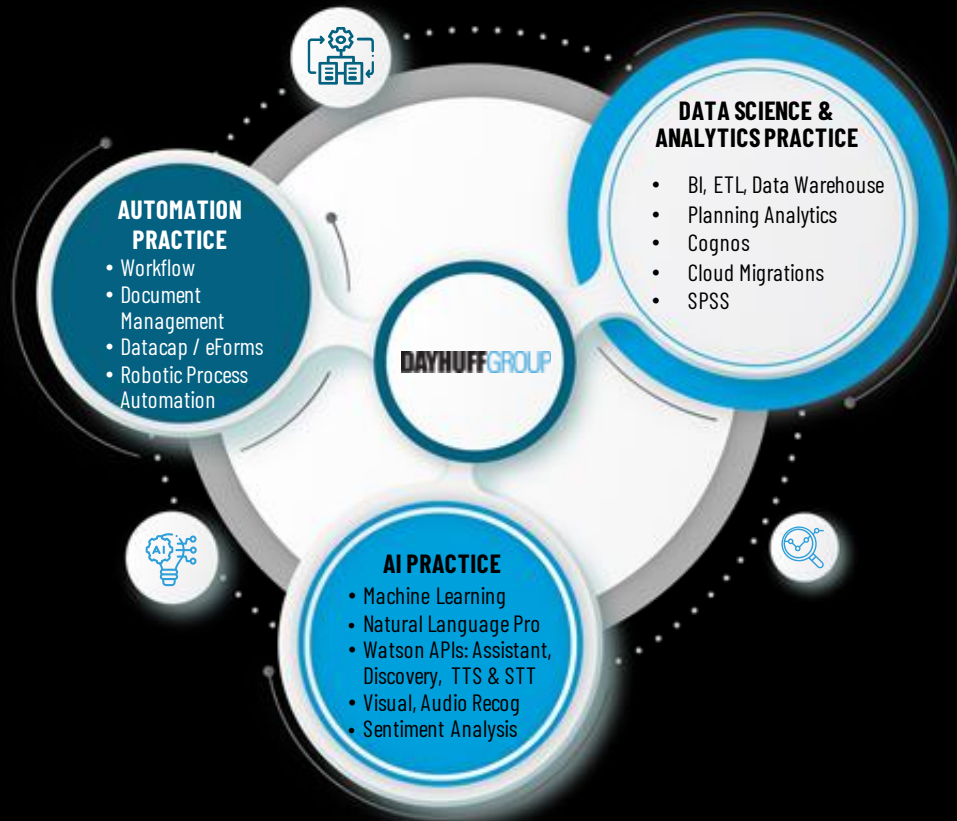 DATA SCIENCE &
ANALYTICS PRACTICE
• BI, ETL, Data Warehouse
• Planning Analytics
• Cognos
• Cloud Migrations
• SPSS
AUTOMATION
PRACTICE
• Workflow
• Document
Management
• Datacap / eForms
• Robotic Process
Automation
DAYHUFFGROUP
AI
AI PRACTICE
• Machine Learning
• Natural Language Pro
• Watson APIs: Assistant,
Discovery, TTS & STT
• Visual, Audio Recog
• Sentiment Analysis